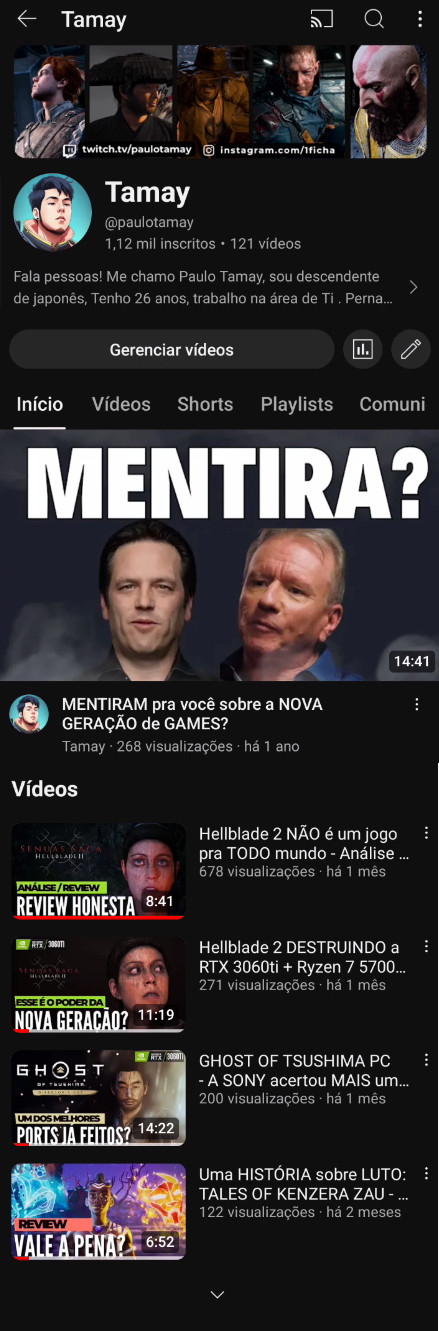 Tamay
twitch.tv/paulotamay
instagram.com/1ficha
Tamay
@paulotamay
1,12 mil inscritos • 121 vídeos
Fala pessoas! Me chamo Paulo Tamay, sou descendente
de japonês, Tenho 26 anos, trabalho na área de Ti . Perna...
Gerenciar vídeos
Início Vídeos Shorts Playlists Comuni
MENTIRA?
14:41
MENTIRAM pra você sobre a NOVA
GERAÇÃO de GAMES?
Tamay · 268 visualizações · há 1 ano
Vídeos
SENUAS SAGA
HELLBLADE II
ANÁLISE / REVIEW
REVIEW HONESTA
8:41
Hellblade 2 NÃO é um jogo
pra TODO mundo - Análise ...
678 visualizações · há 1 mês
RTX 3060TI
SENUAS SAGA
HELLBLADE II
ESSE É O PODER DA
NOVA GERAÇÃO?
11:19
Hellblade 2 DESTRUINDO a
RTX 3060ti + Ryzen 7 5700...
271 visualizações · há 1 mês
RTX 3060TI
GHOST
OF TSUSHIMA
DIRECTOR'S CUT
UM DOS MELHORES
PORTS JÁ FEITOS?
14:22
GHOST OF TSUSHIMA PC
- A SONY acertou MAIS um...
200 visualizações · há 1 mês
REVIEW
VALE A PENA?
6:52
Uma HISTÓRIA sobre LUTO:
TALES OF KENZERA ZAU - ...
122 visualizações · há 2 meses